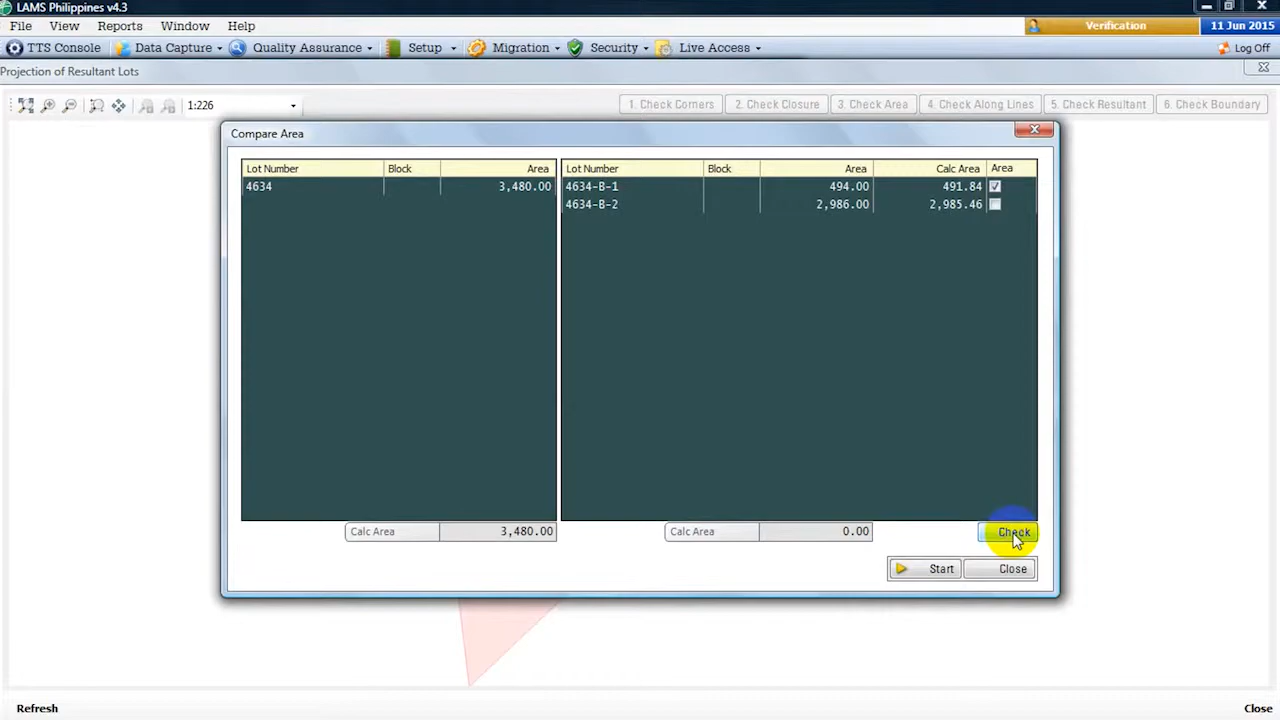 LAMS Philippines v4.3
File View Reports Window Help
Verification 11 Jun 2015
TTS Console Data Capture Quality Assurance Setup Migration Security Live Access Log Off
Projection of Resultant Lots
1:226 1. Check Corners 2. Check Closure 3. Check Area 4. Check Along Lines 5. Check Resultant 6. Check Boundary
Compare Area
Lot Number Block Area Lot Number Block Area Calc Area Area
4634 3,480.00 4634-B-1 494.00 491.84
4634-B-2 2,986.00 2,985.46
Calc Area 3,480.00 Calc Area 0.00 Check
Start Close
Refresh Close